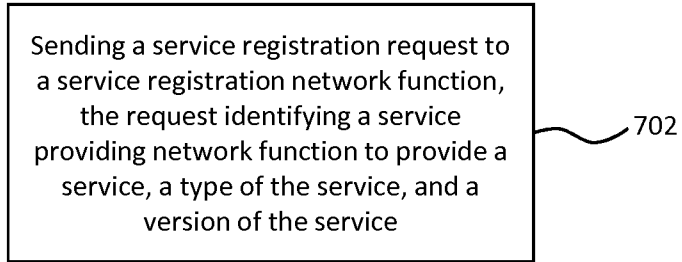 Sending a service registration request to
a service registration network function,
the request identifying a service
providing network function to provide a
service, a type of the service, and a
version of the service
702